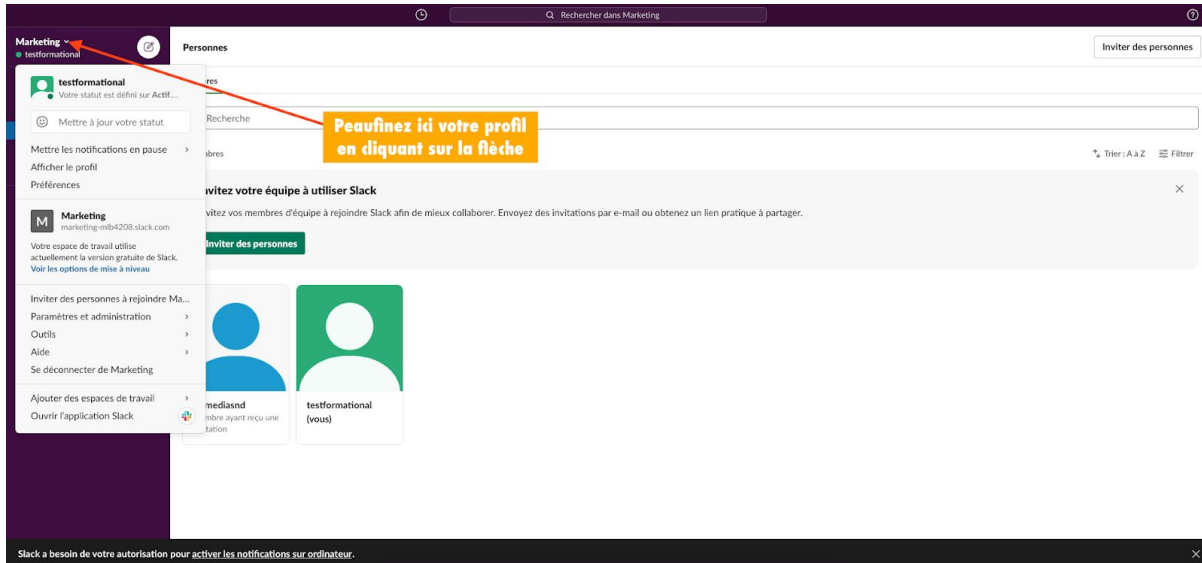 Rechercher dans Marketing
Marketing
testformational
Personnes
Inviter des personnes
testformational
Votre statut est défini sur Actif....
Mettre à jour votre statut
Mettre les notifications en pause
Afficher le profil
Préférences
M
Marketing
marketing-mlb4208.slack.com
Votre espace de travail utilise
actuellement la version gratuite de Slack.
Voir les options de mise à niveau
Inviter des personnes à rejoindre Ma...
Paramètres et administration
Outils
Aide
Se déconnecter de Marketing
Ajouter des espaces de travail
Ouvrir l'application Slack
res
Recherche
Peaufinez ici votre profil
en cliquant sur la flèche
bres
Trier : A à Z
Filtrer
vitez votre équipe à utiliser Slack
vitez vos membres d'équipe à rejoindre Slack afin de mieux collaborer. Envoyez des invitations par e-mail ou obtenez un lien pratique à partager.
Inviter des personnes
mediasnd
mbre ayant reçu une
tation
testformational
(vous)
Slack a besoin de votre autorisation pour activer les notifications sur ordinateur.